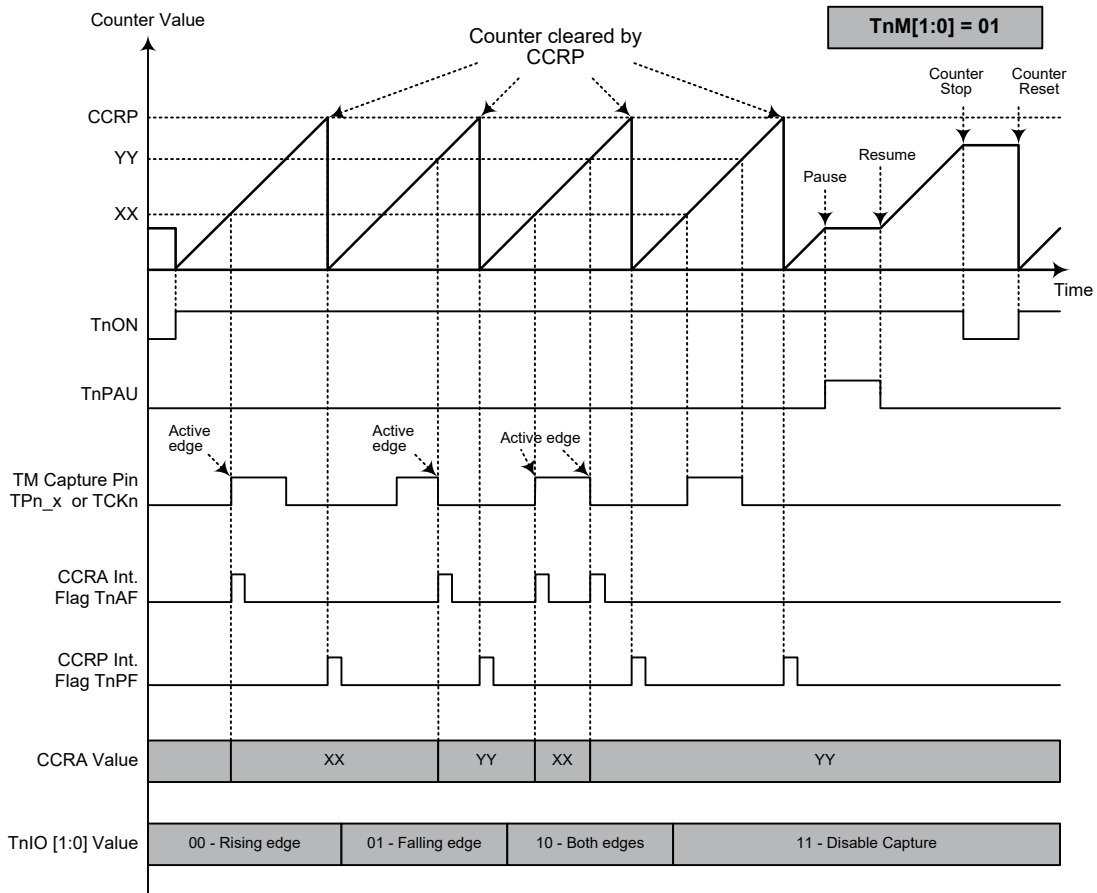 Counter Value
TnM[1:0] = 01
Counter cleared by
CCRP
Counter
Stop
Counter
Reset
CCRP
YY
Resume
Pause
XX
Time
TnON
TnPAU
Active
edge
Active
edge
Active edge
TM Capture Pin
TPn_x or TCKn
CCRA Int.
Flag TnAF
CCRP Int.
Flag TnPF
CCRA Value
XX
YY
XX
YY
TnIO [1:0] Value
00 - Rising edge
01 - Falling edge
10 - Both edges
11 - Disable Capture